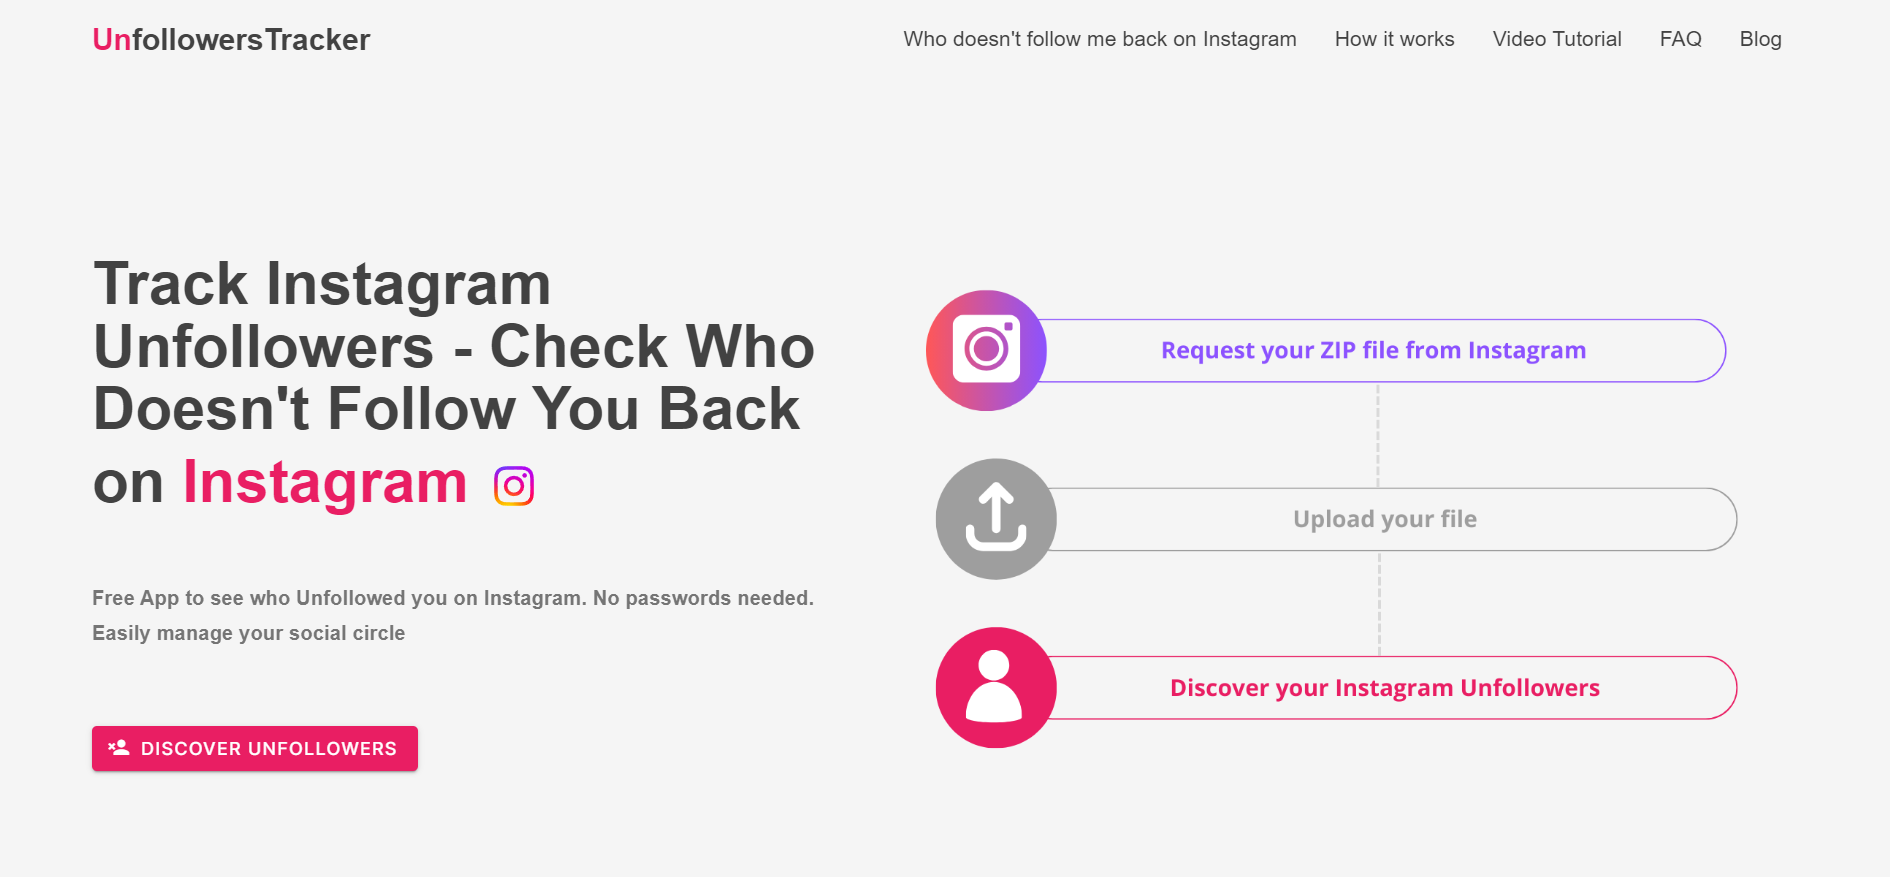 UnfollowersTracker
Who doesn't follow me back on Instagram
How it works
Video Tutorial
FAQ
Blog
Track Instagram
Unfollowers - Check Who
Doesn't Follow You Back
on Instagram
Free App to see who Unfollowed you on Instagram. No passwords needed.
Easily manage your social circle
DISCOVER UNFOLLOWERS
Request your ZIP file from Instagram
Upload your file
Discover your Instagram Unfollowers